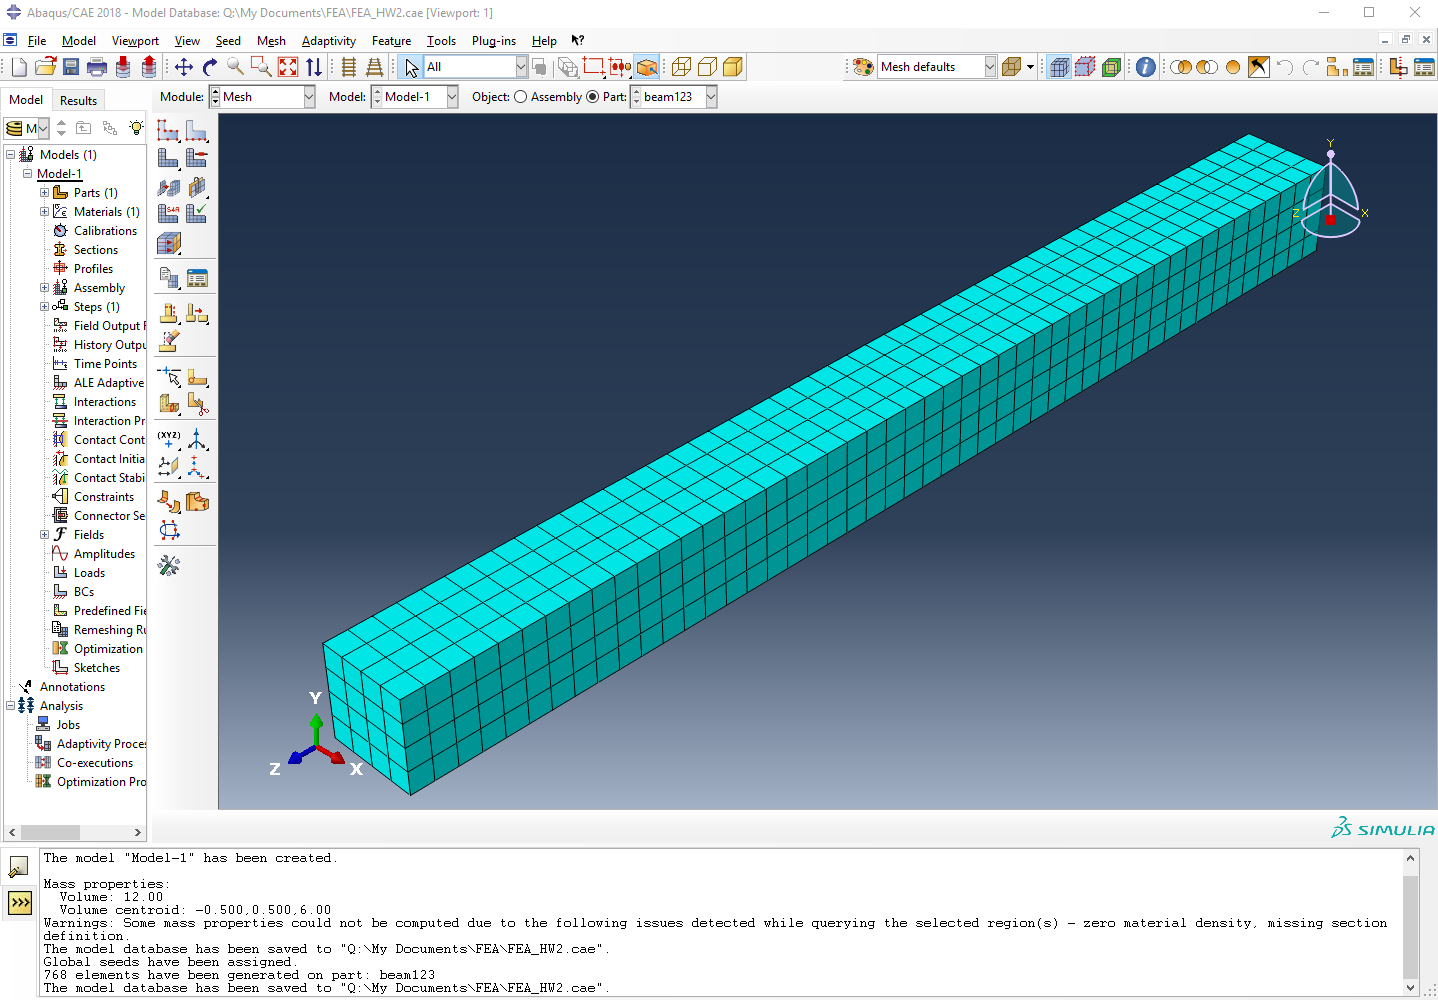 Abaqus/CAE 2018 - Model Database: Q:\My Documents\FEA\FEA_HW2.cae [Viewport: 1]
File Model Viewport View Seed Mesh Adaptivity Feature Tools Plug-ins Help
All Mesh defaults
Model Results Module: Mesh Model: Model-1 Object: Assembly Part: beam123
M
Models (1)
Model-1
Parts (1)
Materials (1)
Calibrations
Sections
Profiles
Assembly
Steps (1)
Field Output F
History Outpu
Time Points
ALE Adaptive
Interactions
Interaction Pr
Contact Cont
Contact Initia
Contact Stabi
Constraints
Connector Se
Fields
Amplitudes
Loads
BCs
Predefined Fie
Remeshing Ru
Optimization
Sketches
Annotations
Analysis
Jobs
Adaptivity Proce
Co-executions
Optimization Pro
S4R
(XYZ)
Y
Z X
Y
Z X
SIMULIA
The model "Model-1" has been created.
Mass properties:
Volume: 12.00
Volume centroid: -0.500,0.500,6.00
Warnings: Some mass properties could not be computed due to the following issues detected while querying the selected region(s) - zero material density, missing section
definition.
The model database has been saved to "Q:\My Documents\FEA\FEA_HW2.cae".
Global seeds have been assigned.
768 elements have been generated on part: beam123
The model database has been saved to "Q:\My Documents\FEA\FEA_HW2.cae".